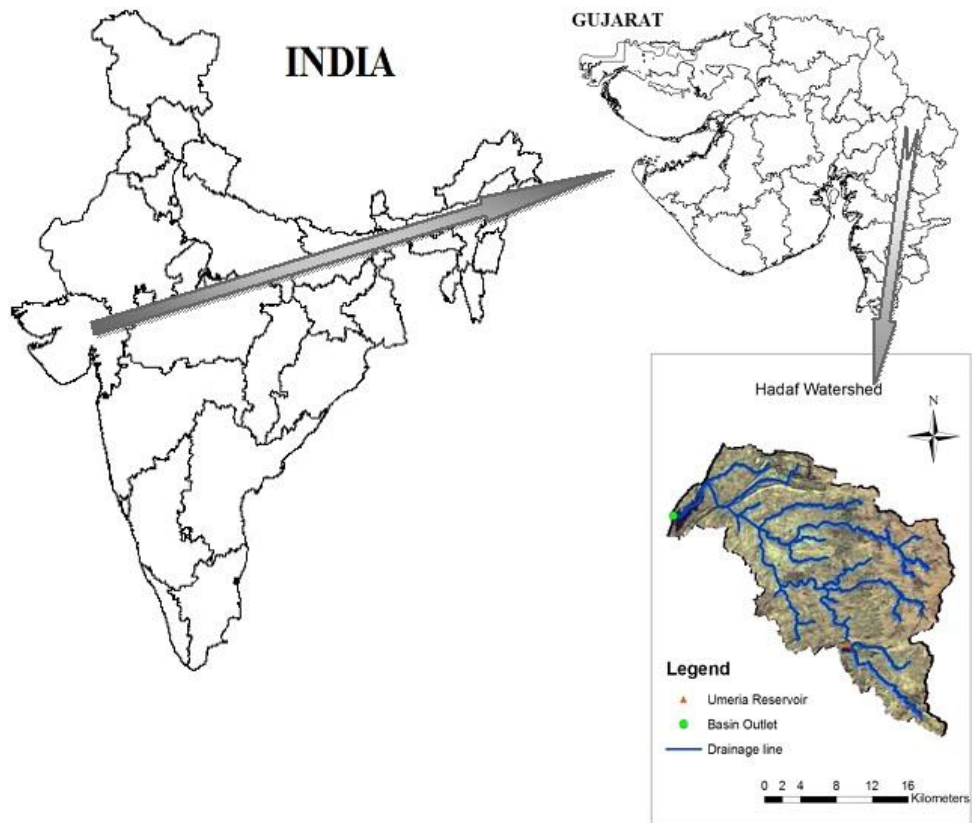 INDIA
GUJARAT
Hadaf Watershed
N
Legend
Umeria Reservoir
Basin Outlet
Drainage line
0 2 4 8 12 16
Kilometers